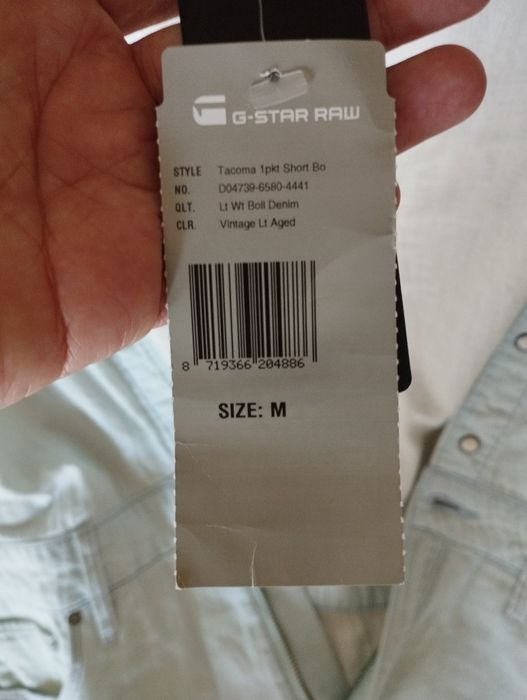 G-STAR RAW
STYLE Tacoma 1pkt Short Bo
NO. D04739-6580-4441
QLT. Lt Wt Boll Denim
CLR. Vintage Lt Aged
8 719366 204886
SIZE: M